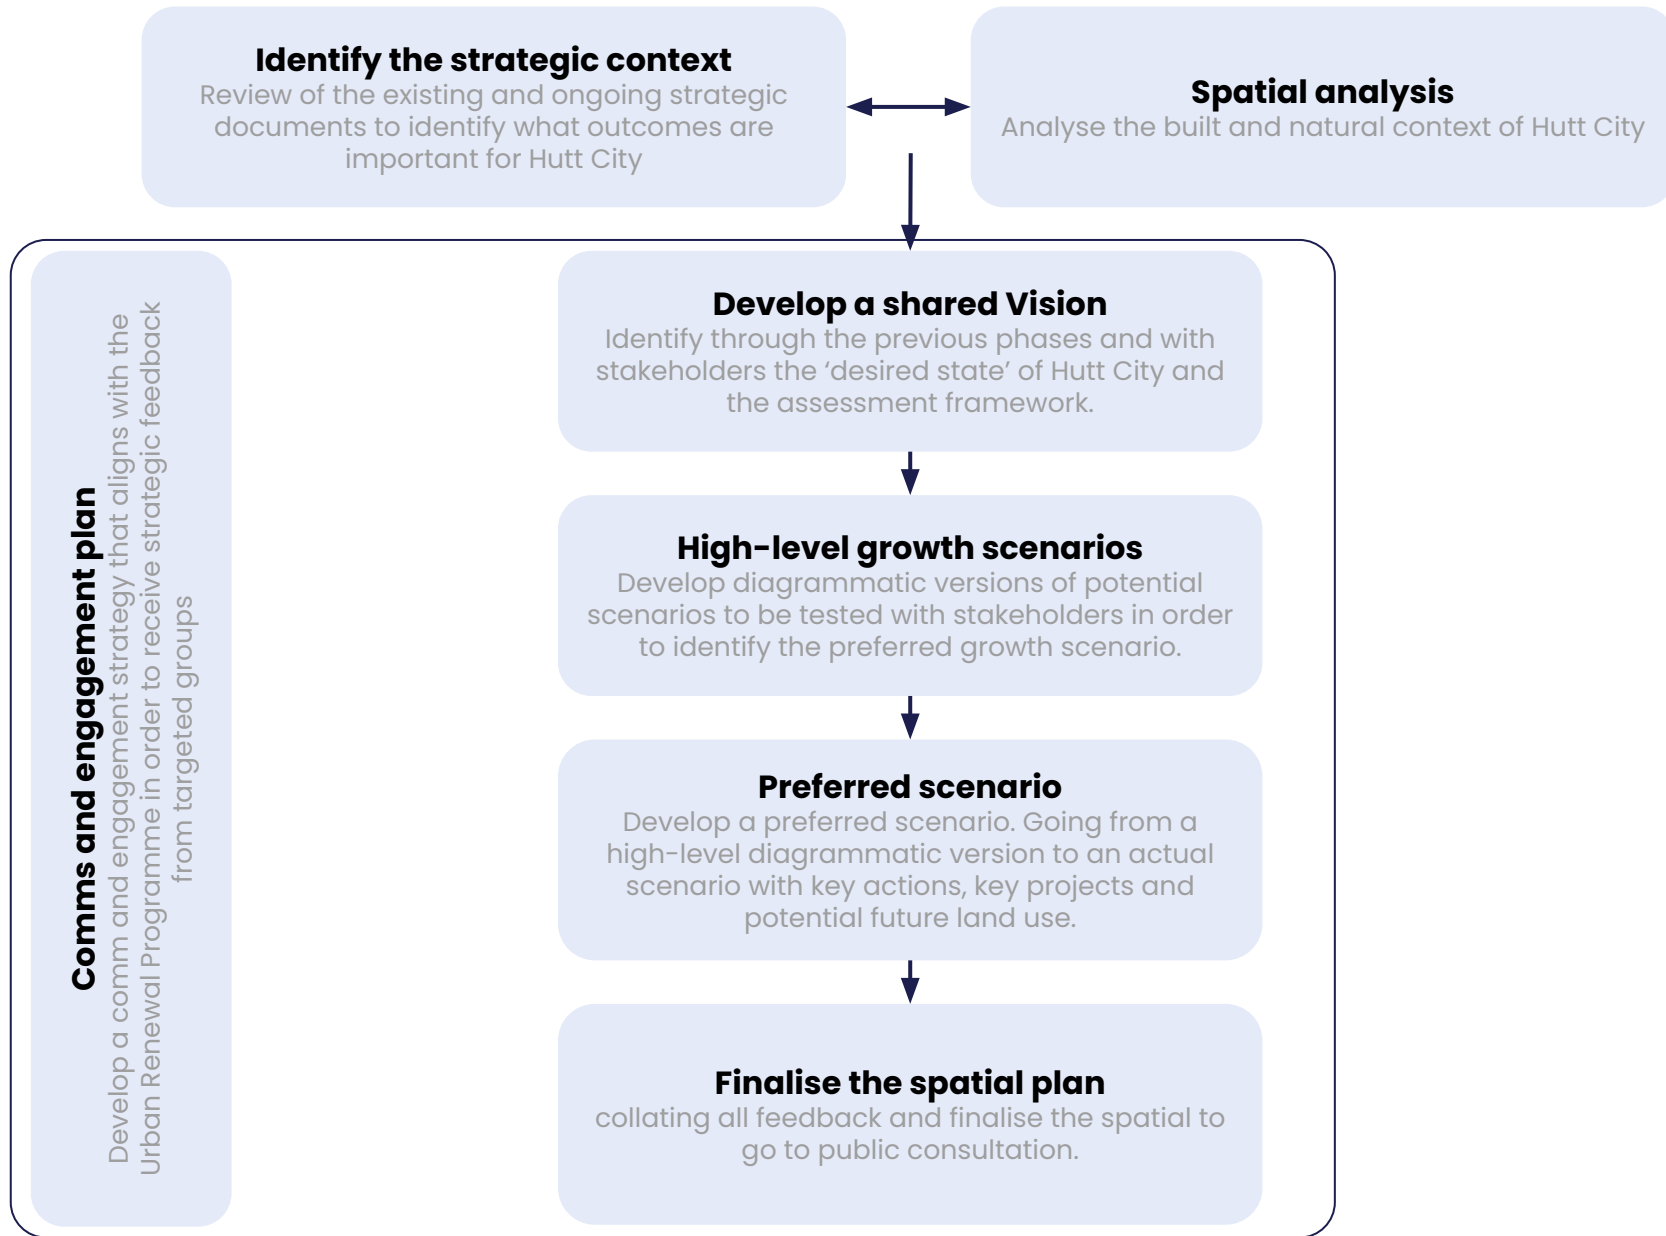 Identify the strategic context
Review of the existing and ongoing strategic
documents to identify what outcomes are
important for Hutt City
Spatial analysis
Analyse the built and natural context of Hutt City
Comms and engagement plan
Develop a comm and engagement strategy that aligns with the
Urban Renewal Programme in order to receive strategic feedback
from targeted groups
Develop a shared Vision
Identify through the previous phases and with
stakeholders the ‘desired state’ of Hutt City and
the assessment framework.
High-level growth scenarios
Develop diagrammatic versions of potential
scenarios to be tested with stakeholders in order
to identify the preferred growth scenario.
Preferred scenario
Develop a preferred scenario. Going from a
high-level diagrammatic version to an actual
scenario with key actions, key projects and
potential future land use.
Finalise the spatial plan
collating all feedback and finalise the spatial to
go to public consultation.